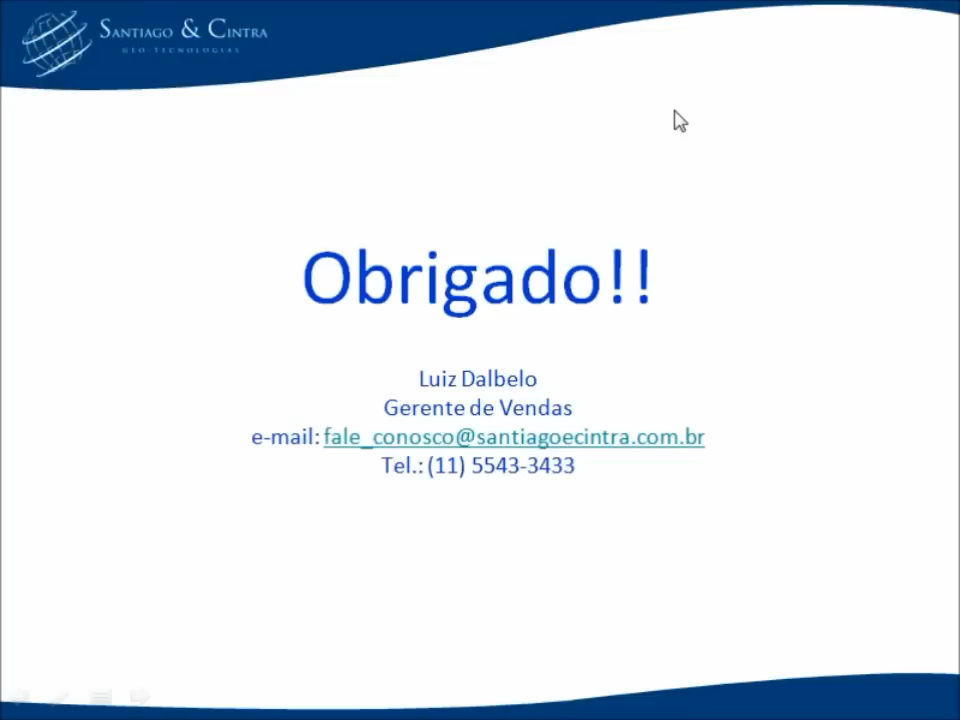 Santiago & Cintra
GEO TECNOLOGIAS
Obrigado!!
Luiz Dalbelo
Gerente de Vendas
e-mail: fale_conosco@santiagoecintra.com.br
Tel.: (11) 5543-3433